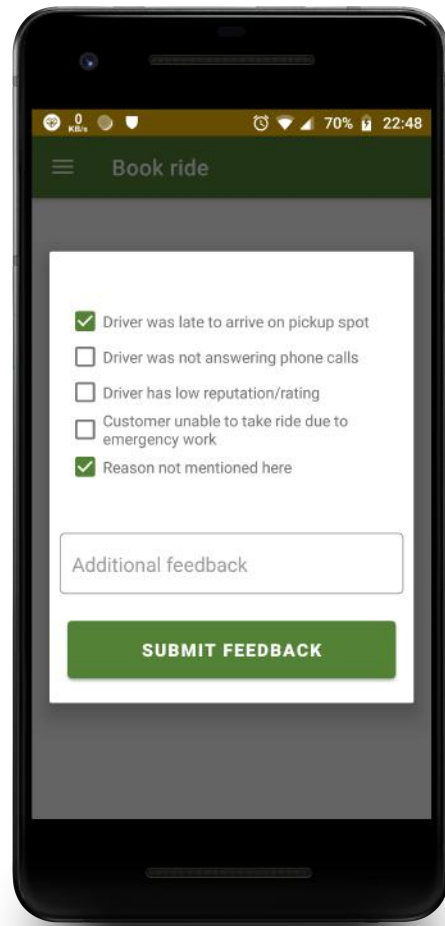 0
KB/s
70%
22:48
Book ride
Driver was late to arrive on pickup spot
Driver was not answering phone calls
Driver has low reputation/rating
Customer unable to take ride due to
emergency work
Reason not mentioned here
Additional feedback
SUBMIT FEEDBACK